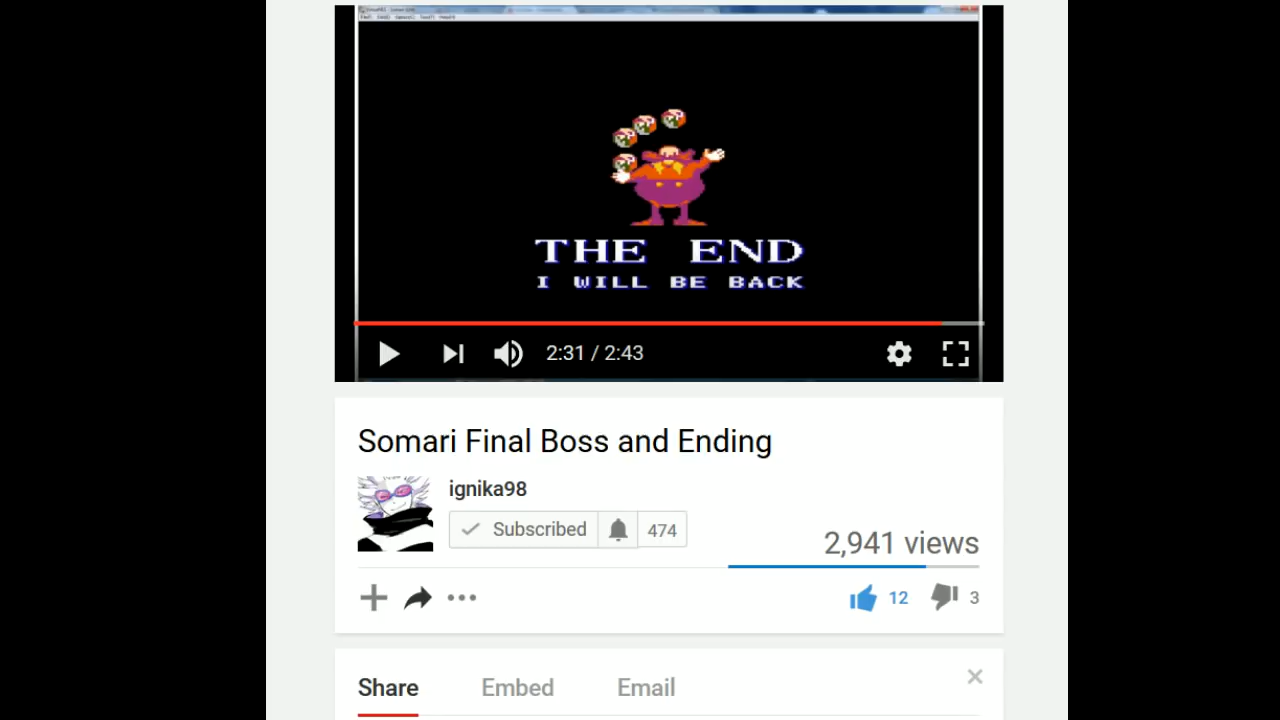 THE END
I WILL BE BACK
2:31 / 2:43
Somari Final Boss and Ending
ignika98
Subscribed 474
2,941 views
12 3
Share Embed Email